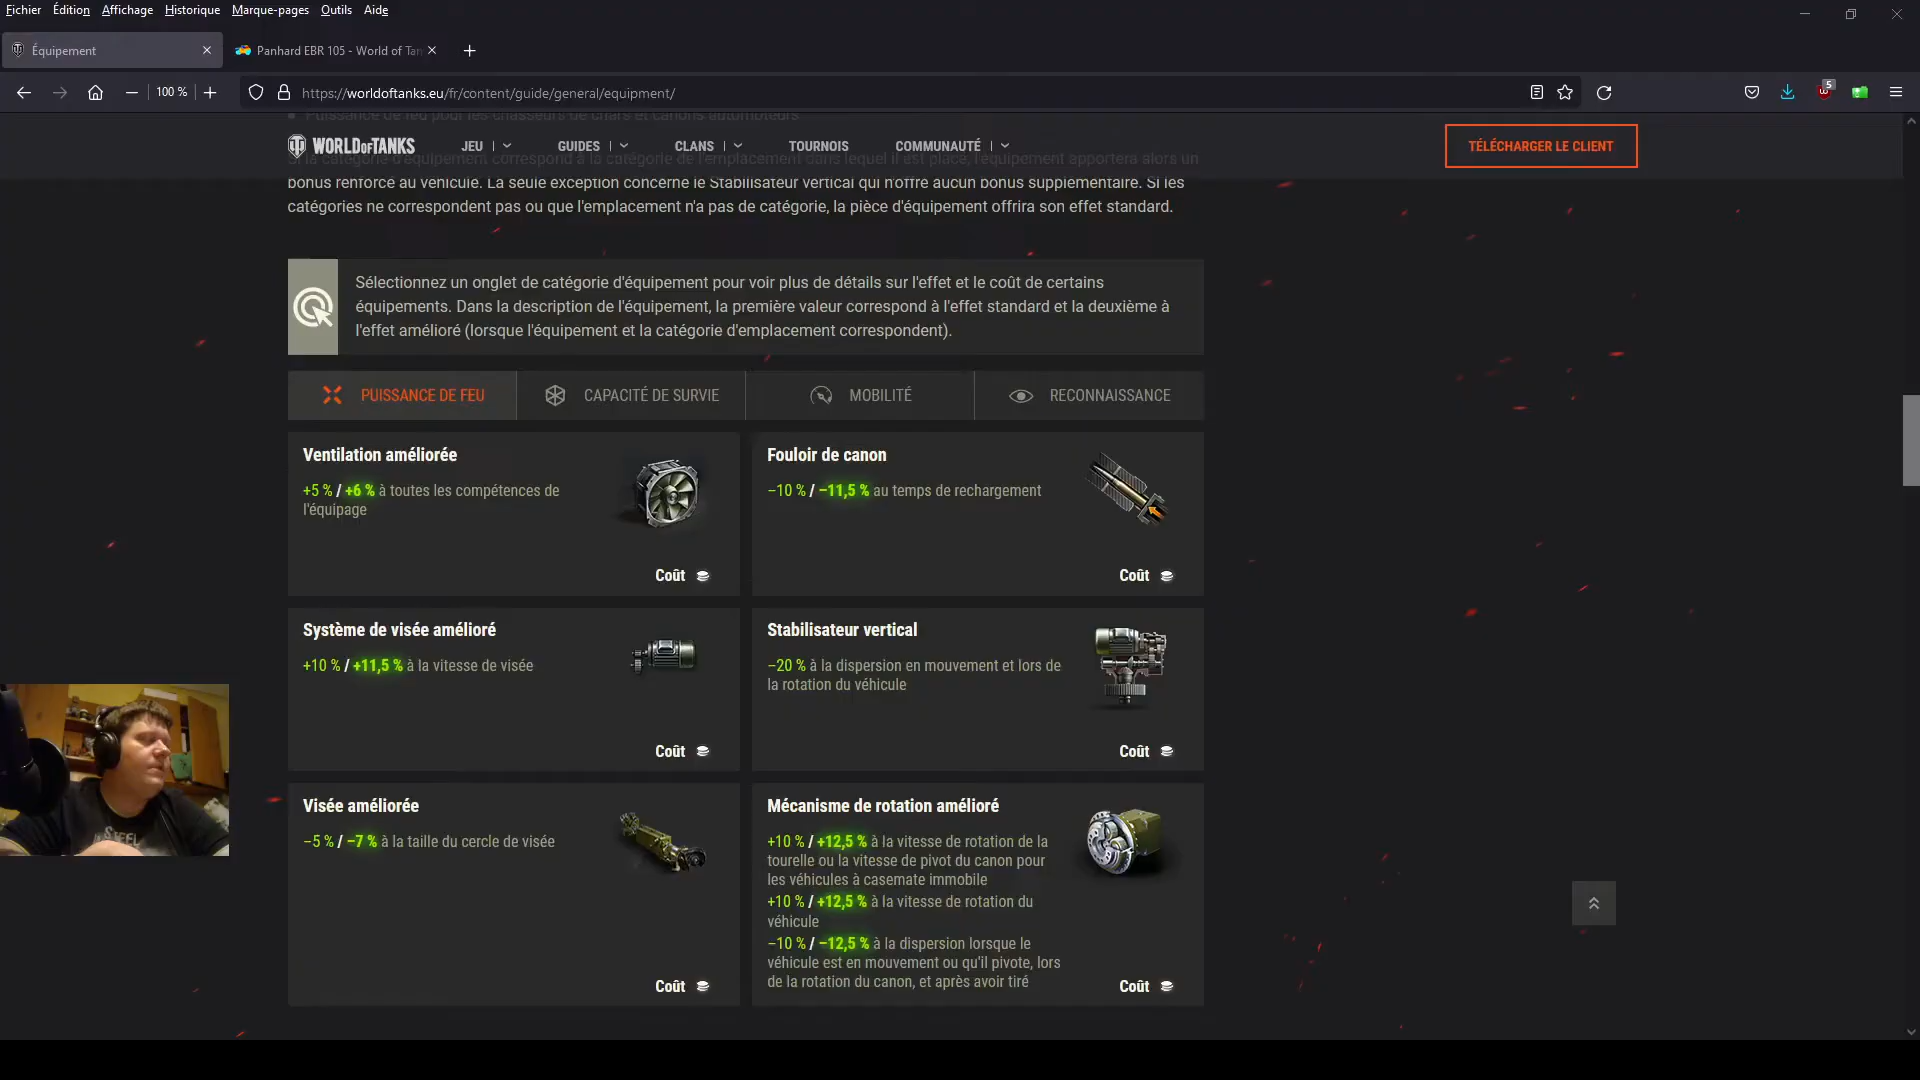 Fichier Édition Affichage Historique Marque-pages Outils Aide
Équipement
Panhard EBR 105 - World of Tan
100 %
https://worldoftanks.eu/fr/content/guide/general/equipment/
5
Puissance de feu pour les chasseurs de chars et canons automoteurs
WORLD OF TANKS
JEU
GUIDES
CLANS
TOURNOIS
COMMUNAUTÉ
TÉLÉCHARGER LE CLIENT
Si la catégorie d'équipement correspond à la catégorie de l'emplacement dans lequel il est placé, l'équipement apportera alors un
bonus renforcé au véhicule. La seule exception concerne le Stabilisateur vertical qui n'offre aucun bonus supplémentaire. Si les
catégories ne correspondent pas ou que l'emplacement n'a pas de catégorie, la pièce d'équipement offrira son effet standard.
Sélectionnez un onglet de catégorie d'équipement pour voir plus de détails sur l'effet et le coût de certains
équipements. Dans la description de l'équipement, la première valeur correspond à l'effet standard et la deuxième à
l'effet amélioré (lorsque l'équipement et la catégorie d'emplacement correspondent).
PUISSANCE DE FEU
CAPACITÉ DE SURVIE
MOBILITÉ
RECONNAISSANCE
Ventilation améliorée
+5 % / +6 % à toutes les compétences de
l'équipage
Coût
Fouloir de canon
−10 % / −11,5 % au temps de rechargement
Coût
Système de visée amélioré
+10 % / +11,5 % à la vitesse de visée
Coût
Stabilisateur vertical
−20 % à la dispersion en mouvement et lors de
la rotation du véhicule
Coût
Visée améliorée
−5 % / −7 % à la taille du cercle de visée
Coût
Mécanisme de rotation amélioré
+10 % / +12,5 % à la vitesse de rotation de la
tourelle ou la vitesse de pivot du canon pour
les véhicules à casemate immobile
+10 % / +12,5 % à la vitesse de rotation du
véhicule
−10 % / −12,5 % à la dispersion lorsque le
véhicule est en mouvement ou qu'il pivote, lors
de la rotation du canon, et après avoir tiré
Coût